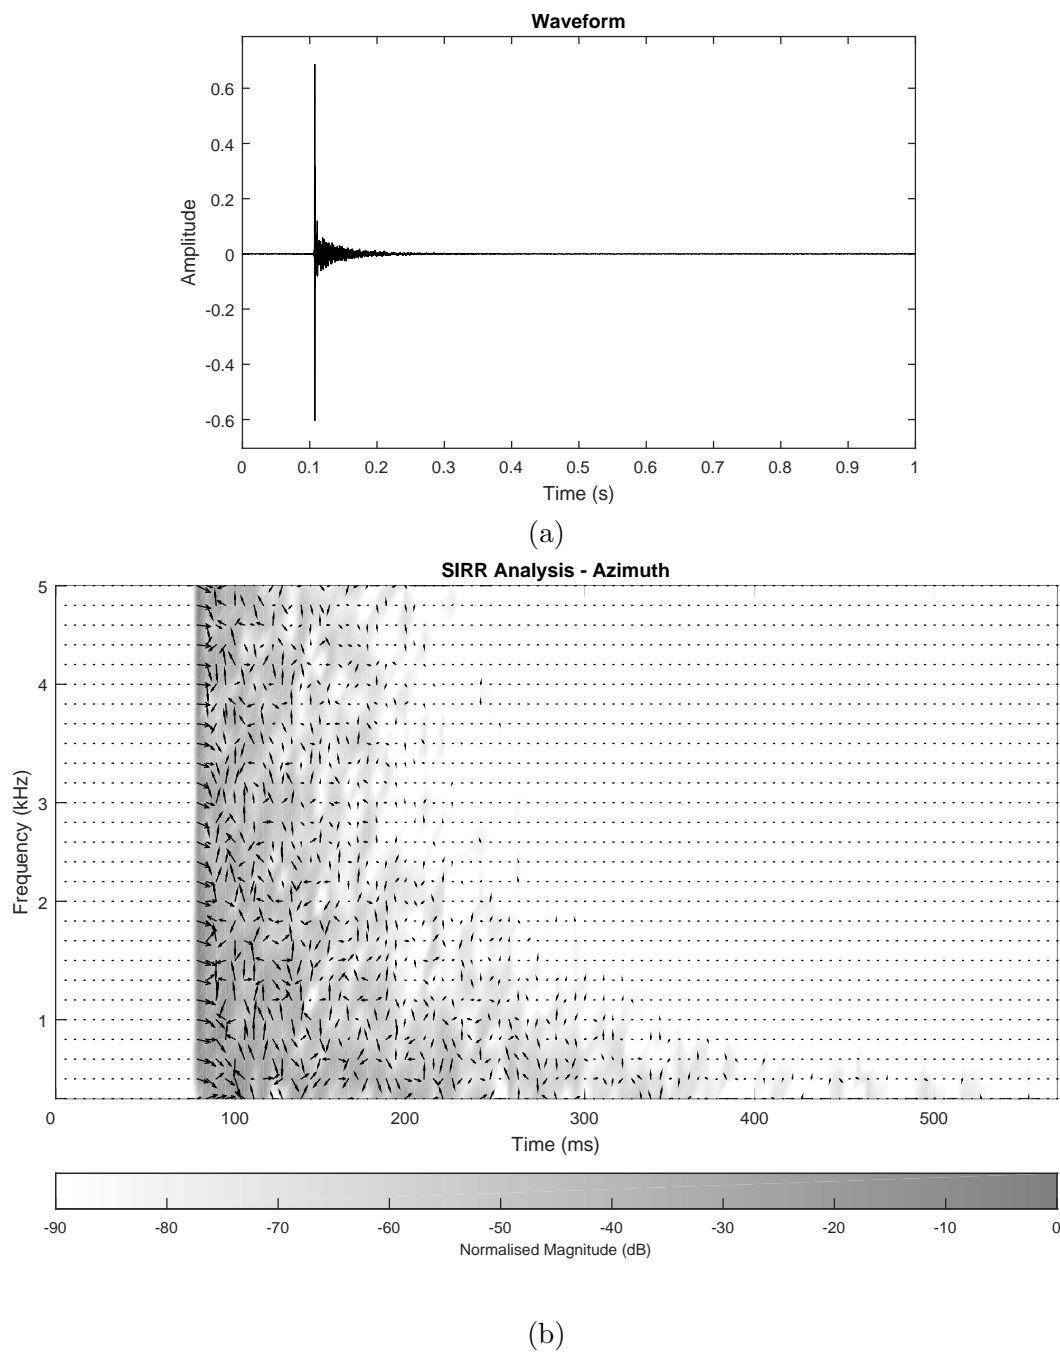 Waveform
0.6
0.4
0.2
0
-0.2
-0.4
-0.6
Amplitude
0 0.1 0.2 0.3 0.4 0.5 0.6 0.7 0.8 0.9 1
Time (s)
(a)
SIRR Analysis - Azimuth
5
4
3
2
1
Frequency (kHz)
0 100 200 300 400 500
Time (ms)
-90 -80 -70 -60 -50 -40 -30 -20 -10 0
Normalised Magnitude (dB)
(b)